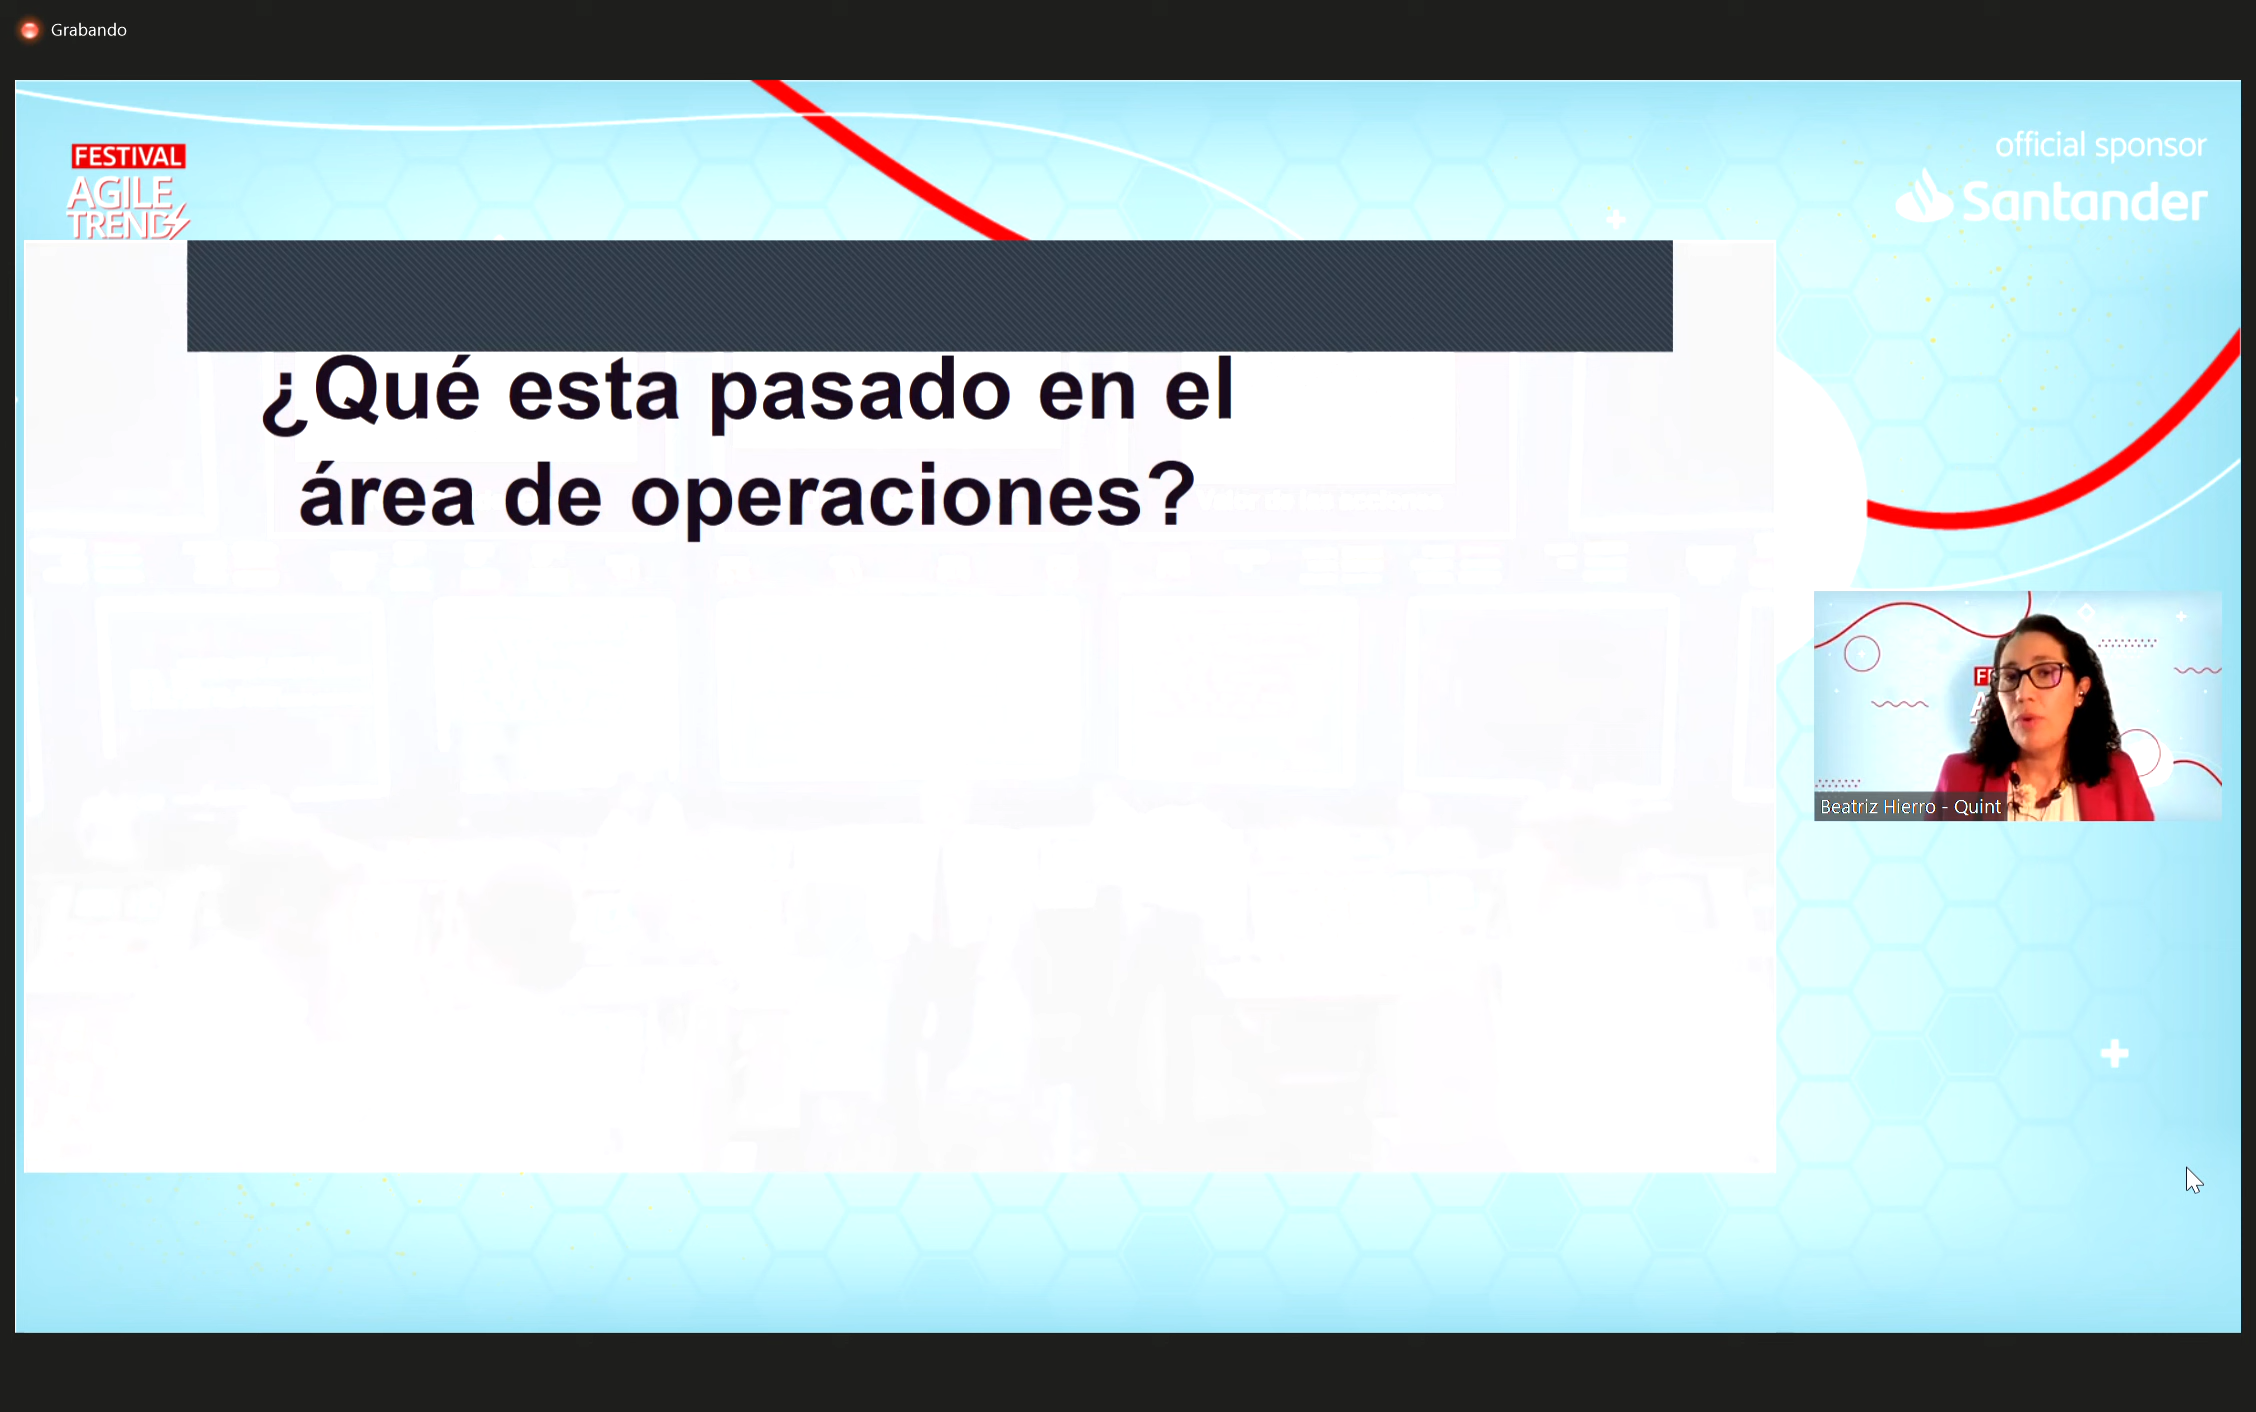 Grabando
FESTIVAL
AGILE
TRENDS
official sponsor
Santander
¿Qué esta pasado en el
área de operaciones?
Beatriz Hierro - Quint